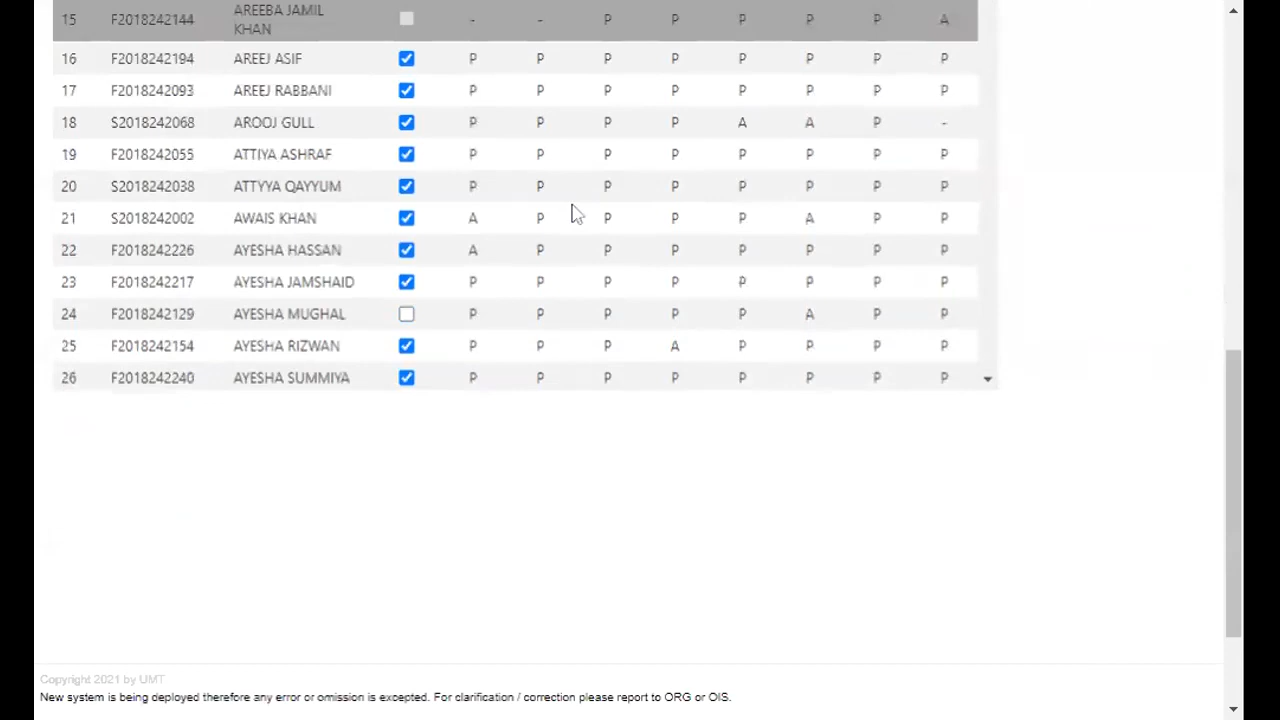 15 F2018242144 AREEBA JAMIL KHAN - - P P P P P A
16 F2018242194 AREEJ ASIF P P P P P P P P
17 F2018242093 AREEJ RABBANI P P P P P P P P
18 S2018242068 AROOJ GULL P P P P A A P -
19 F2018242055 ATTIYA ASHRAF P P P P P P P P
20 S2018242038 ATTYYA QAYYUM P P P P P P P P
21 S2018242002 AWAIS KHAN A P P P P A P P
22 F2018242226 AYESHA HASSAN A P P P P P P P
23 F2018242217 AYESHA JAMSHAID P P P P P P P P
24 F2018242129 AYESHA MUGHAL P P P P P A P P
25 F2018242154 AYESHA RIZWAN P P P A P P P P
26 F2018242240 AYESHA SUMMIYA P P P P P P P P
Copyright 2021 by UMT
New system is being deployed therefore any error or omission is excepted. For clarification / correction please report to ORG or OIS.